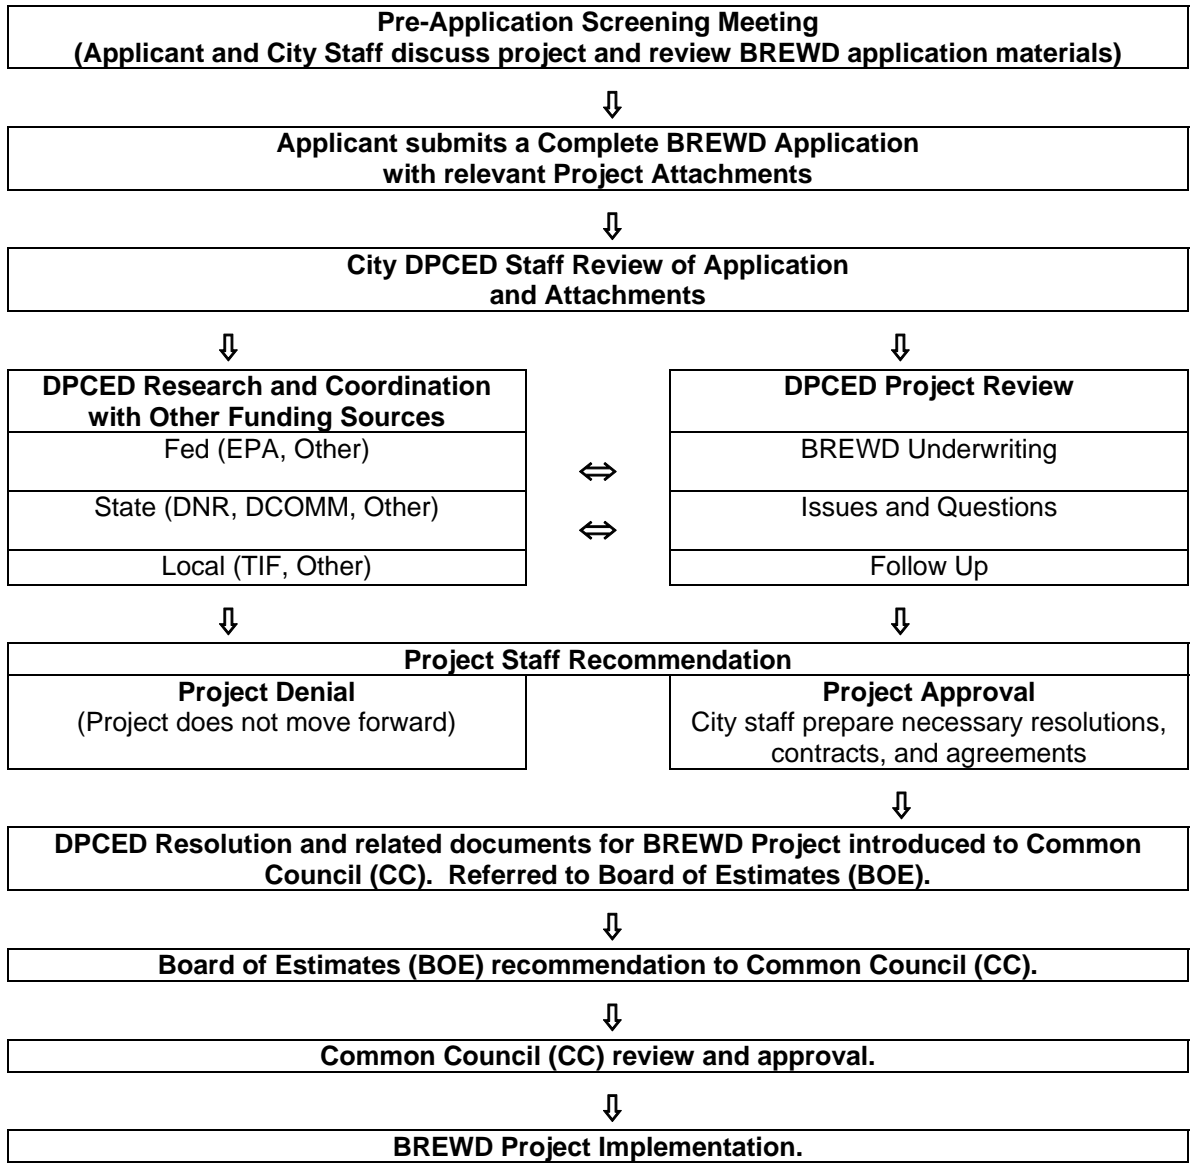 Pre-Application Screening Meeting
(Applicant and City Staff discuss project and review BREWD application materials)
⇩
Applicant submits a Complete BREWD Application
with relevant Project Attachments
⇩
City DPCED Staff Review of Application
and Attachments
⇩ ⇩
DPCED Research and Coordination
with Other Funding Sources
Fed (EPA, Other)
State (DNR, DCOMM, Other)
Local (TIF, Other)
⇔
⇔
DPCED Project Review
BREWD Underwriting
Issues and Questions
Follow Up
⇩ ⇩
Project Staff Recommendation
Project Denial
(Project does not move forward)
Project Approval
City staff prepare necessary resolutions,
contracts, and agreements
⇩
DPCED Resolution and related documents for BREWD Project introduced to Common
Council (CC).  Referred to Board of Estimates (BOE).
⇩
Board of Estimates (BOE) recommendation to Common Council (CC).
⇩
Common Council (CC) review and approval.
⇩
BREWD Project Implementation.